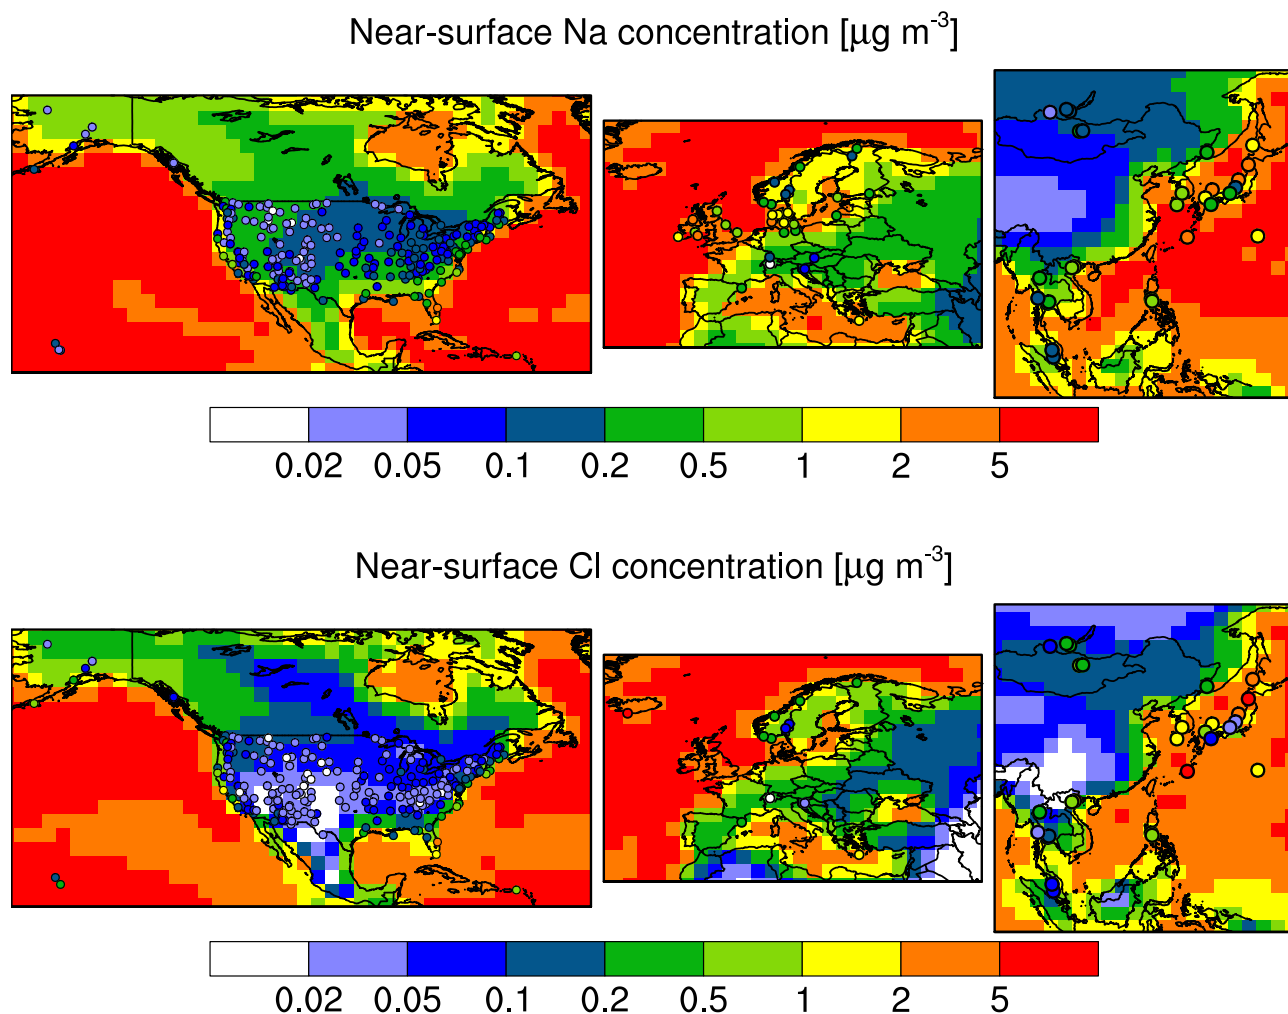 Near-surface Na concentration [μg m-3]
0.02 0.05 0.1 0.2 0.5 1 2 5
Near-surface Cl concentration [μg m-3]
0.02 0.05 0.1 0.2 0.5 1 2 5